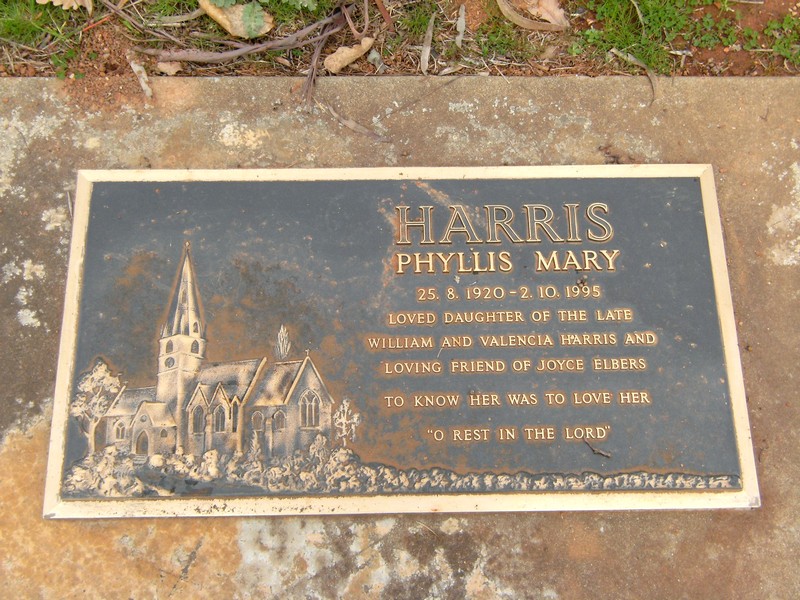 HARRIS
PHYLLIS MARY
25. 8. 1920 - 2. 10. 1995
LOVED DAUGHTER OF THE LATE
WILLIAM AND VALENCIA HARRIS AND
LOVING FRIEND OF JOYCE ELBERS
TO KNOW HER WAS TO LOVE HER
"O REST IN THE LORD"